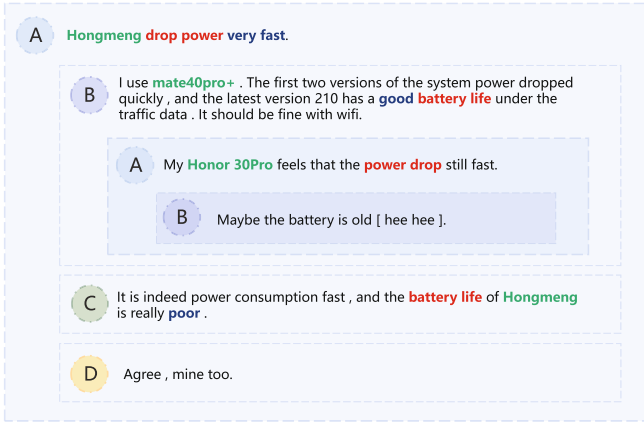 A
Hongmeng drop power very fast.
B
I use mate40pro+ . The first two versions of the system power dropped
quickly , and the latest version 210 has a good battery life under the
traffic data . It should be fine with wifi.
A
My Honor 30Pro feels that the power drop still fast.
B
Maybe the battery is old [ hee hee ].
C
It is indeed power consumption fast , and the battery life of Hongmeng
is really poor .
D
Agree , mine too.